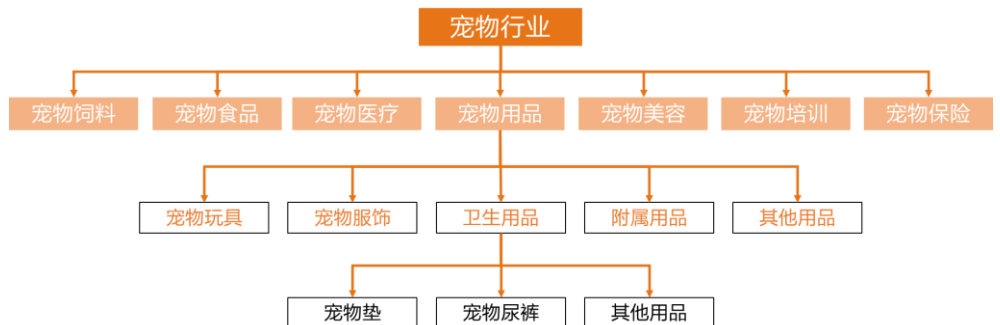 宠物行业
宠物饲料 宠物食品 宠物医疗 宠物用品 宠物美容 宠物培训 宠物保险
宠物玩具 宠物服饰 卫生用品 附属用品 其他用品
宠物垫 宠物尿裤 其他用品